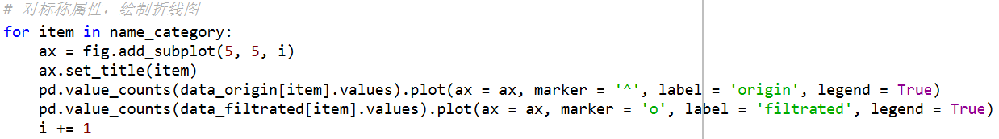 # 对标称属性，绘制折线图
for item in name_category:
    ax = fig.add_subplot(5, 5, i)
    ax.set_title(item)
    pd.value_counts(data_origin[item].values).plot(ax = ax, marker = '^', label = 'origin', legend = True)
    pd.value_counts(data_filtrated[item].values).plot(ax = ax, marker = 'o', label = 'filtrated', legend = True)
    i += 1